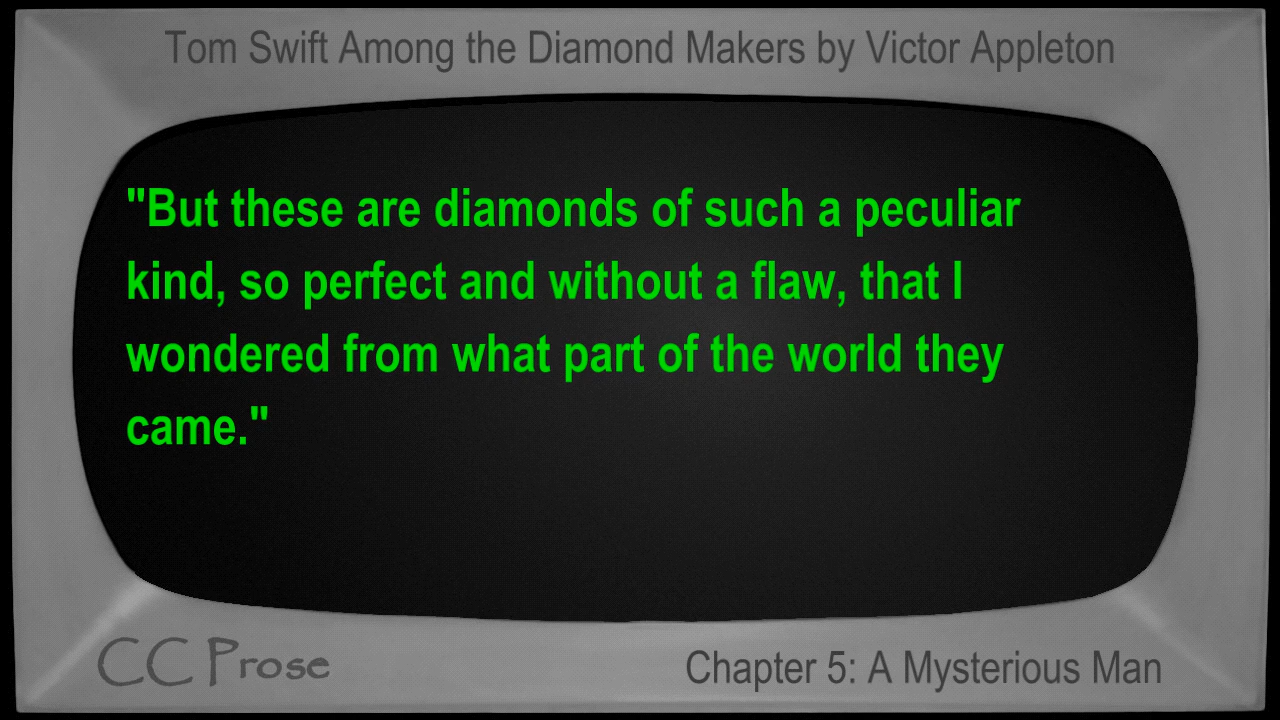 Tom Swift Among the Diamond Makers by Victor Appleton
"But these are diamonds of such a peculiar
kind, so perfect and without a flaw, that I
wondered from what part of the world they
came."
CC Prose
Chapter 5: A Mysterious Man